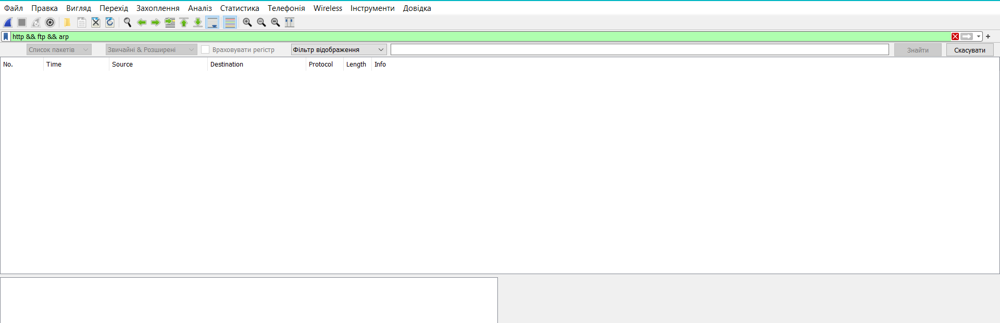 Файл Правка Вигляд Перехід Захоплення Аналіз Статистика Телефонія Wireless Інструменти Довідка
http && ftp && arp
Список пакетів Звичайні & Розширені Враховувати регістр Фільтр відображення Знайти Скасувати
No. Time Source Destination Protocol Length Info